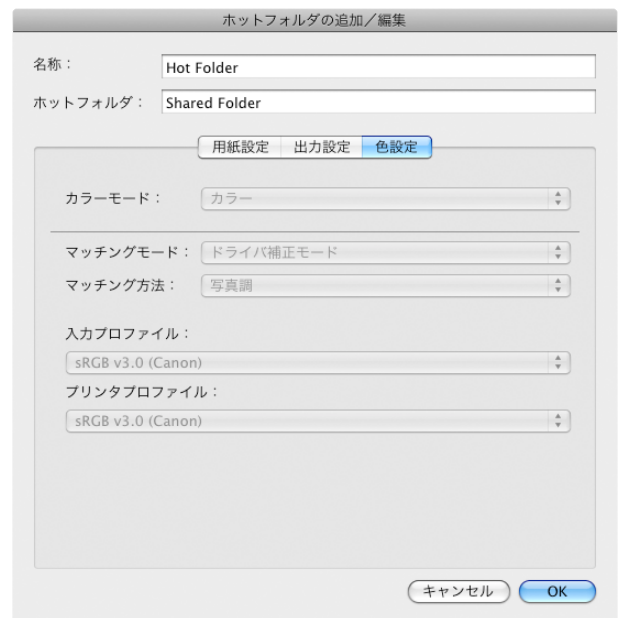 ホットフォルダの追加／編集
名称： Hot Folder
ホットフォルダ： Shared Folder
用紙設定 出力設定 色設定
カラーモード： カラー
マッチングモード： ドライバ補正モード
マッチング方法： 写真調
入力プロファイル：
sRGB v3.0 (Canon)
プリンタプロファイル：
sRGB v3.0 (Canon)
キャンセル OK